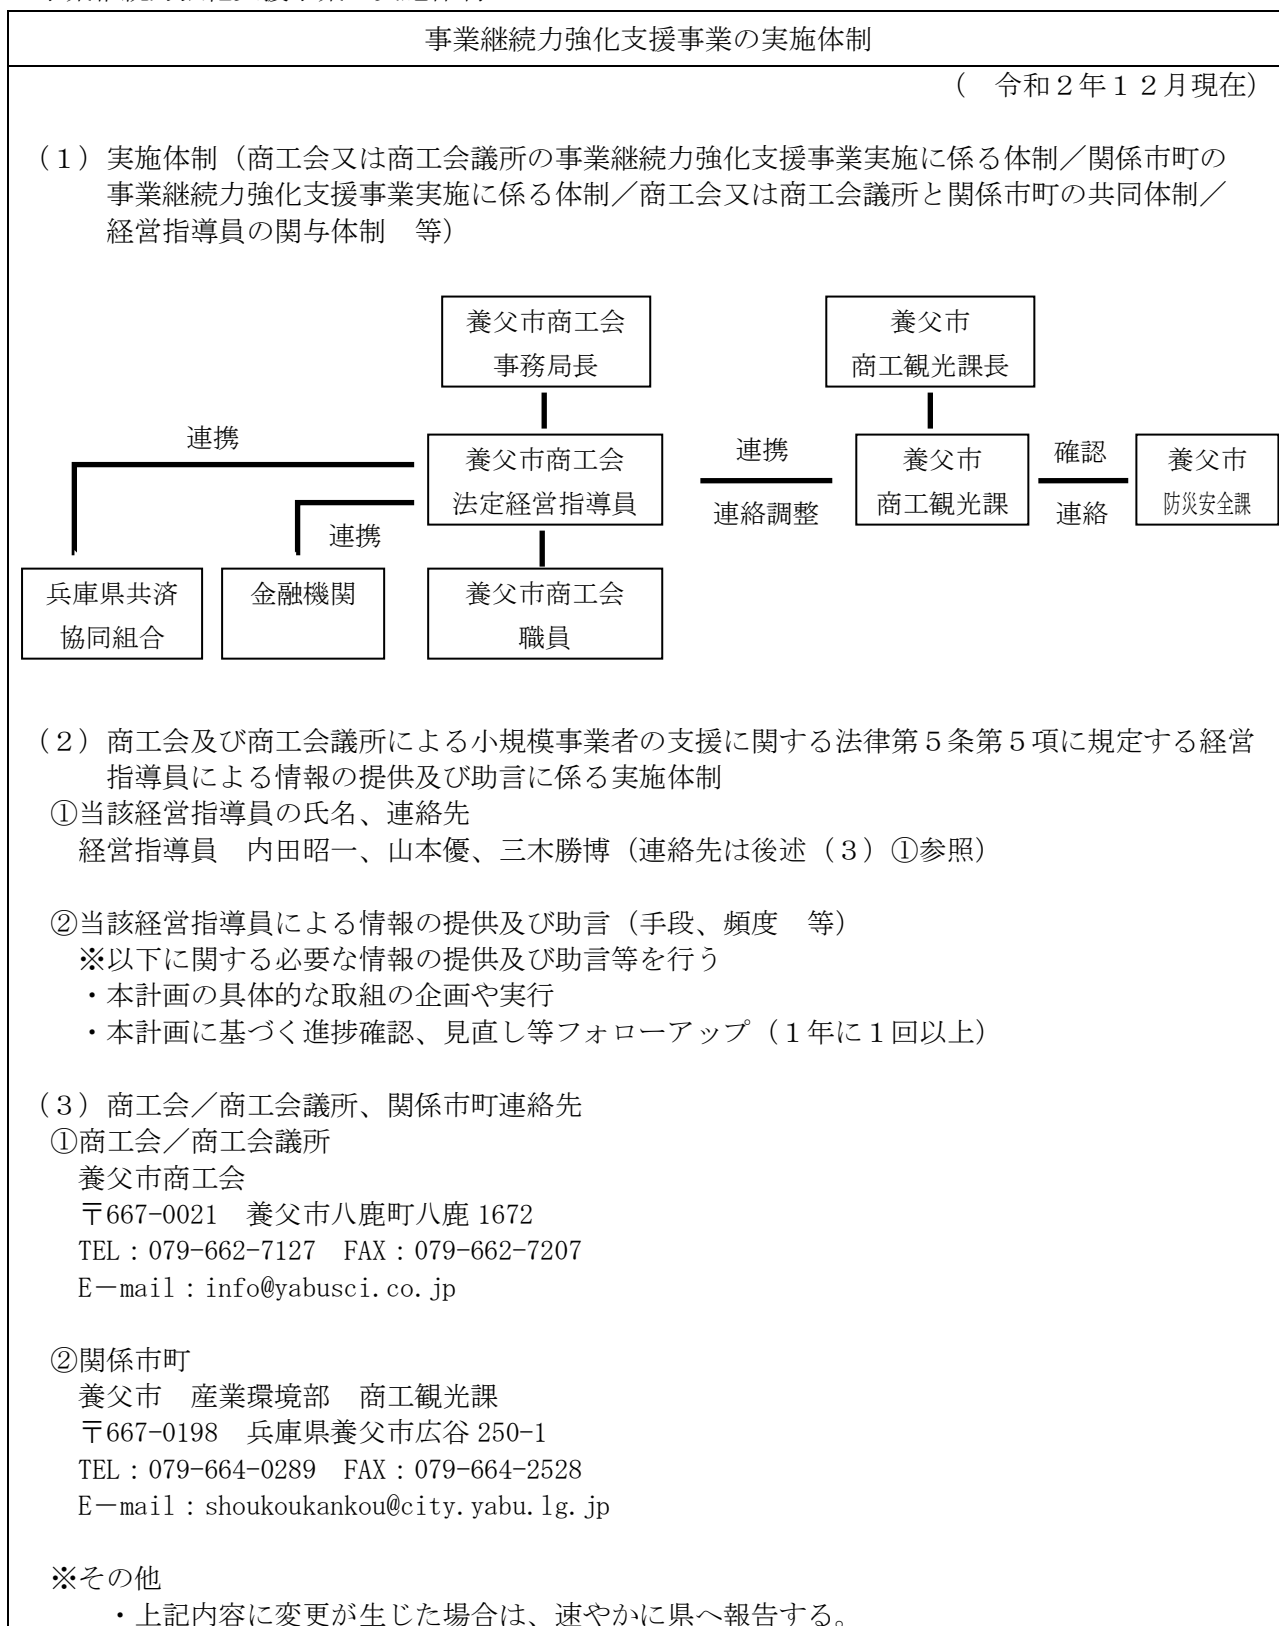 事業継続力強化支援事業の実施体制
(　令和２年１２月現在)
（１）実施体制（商工会又は商工会議所の事業継続力強化支援事業実施に係る体制／関係市町の
事業継続力強化支援事業実施に係る体制／商工会又は商工会議所と関係市町の共同体制／
経営指導員の関与体制　等）
養父市商工会
事務局長
養父市
商工観光課長
連携
養父市商工会
法定経営指導員
連携
連絡調整
養父市
商工観光課
確認
連絡
養父市
防災安全課
連携
兵庫県共済
協同組合
金融機関
養父市商工会
職員
（２）商工会及び商工会議所による小規模事業者の支援に関する法律第５条第５項に規定する経営
指導員による情報の提供及び助言に係る実施体制
①当該経営指導員の氏名、連絡先
経営指導員　内田昭一、山本優、三木勝博（連絡先は後述（３）①参照）
②当該経営指導員による情報の提供及び助言（手段、頻度　等）
※以下に関する必要な情報の提供及び助言等を行う
・本計画の具体的な取組の企画や実行
・本計画に基づく進捗確認、見直し等フォローアップ（１年に１回以上）
（３）商工会／商工会議所、関係市町連絡先
①商工会／商工会議所
養父市商工会
〒667-0021　養父市八鹿町八鹿 1672
TEL：079-662-7127　FAX：079-662-7207
E－mail：info@yabusci.co.jp
②関係市町
養父市　産業環境部　商工観光課
〒667-0198　兵庫県養父市広谷 250-1
TEL：079-664-0289　FAX：079-664-2528
E－mail：shoukoukankou@city.yabu.lg.jp
※その他
・上記内容に変更が生じた場合は、速やかに県へ報告する。